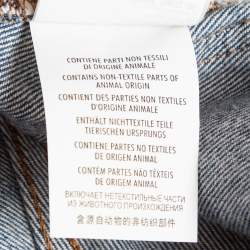 CONTIENE PARTI NON TESSILI
DI ORIGINE ANIMALE
CONTAINS NON-TEXTILE PARTS OF
ANIMAL ORIGIN
CONTIENT DES PARTIES NON TEXTILES
D'ORIGINE ANIMALE
ENTHÄLT NICHTTEXTILE TEILE
TIERISCHEN URSPRUNGS
CONTIENE PARTES NO TEXTILES
DE ORIGEN ANIMAL
CONTÉM PARTES NÃO TÊXTEIS
DE ORIGEM ANIMAL
ВКЛЮЧАЕТ НЕТЕКСТИЛЬНЫЕ ЧАСТИ
ИЗ ЖИВОТНОГО ПРОИСХОЖДЕНИЯ
含源自动物的非纺织部件